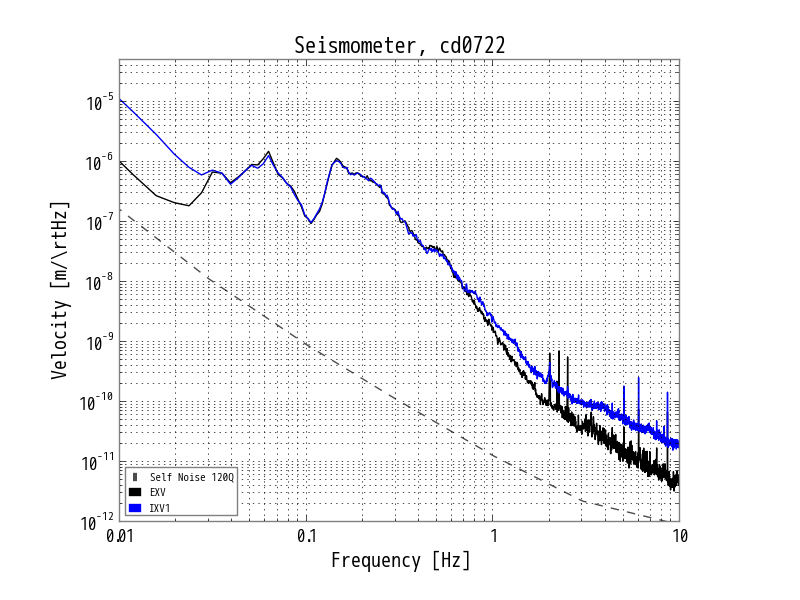 Seismometer, cd0722
Velocity [m/\rtHz]
10^-5
10^-6
10^-7
10^-8
10^-9
10^-10
10^-11
10^-12
Self Noise 120Q
EXV
IXV1
0.01 0.1 1 10
Frequency [Hz]